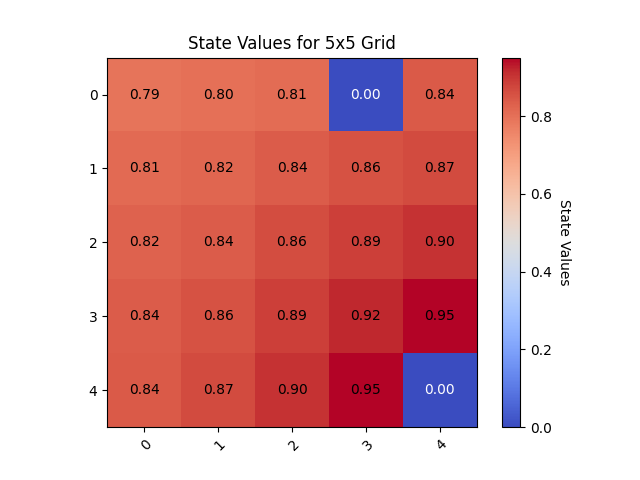 State Values for 5x5 Grid
0 0.79 0.80 0.81 0.00 0.84
1 0.81 0.82 0.84 0.86 0.87
2 0.82 0.84 0.86 0.89 0.90
3 0.84 0.86 0.89 0.92 0.95
4 0.84 0.87 0.90 0.95 0.00
0 1 2 3 4
0.8
0.6
0.4
0.2
0.0
State Values